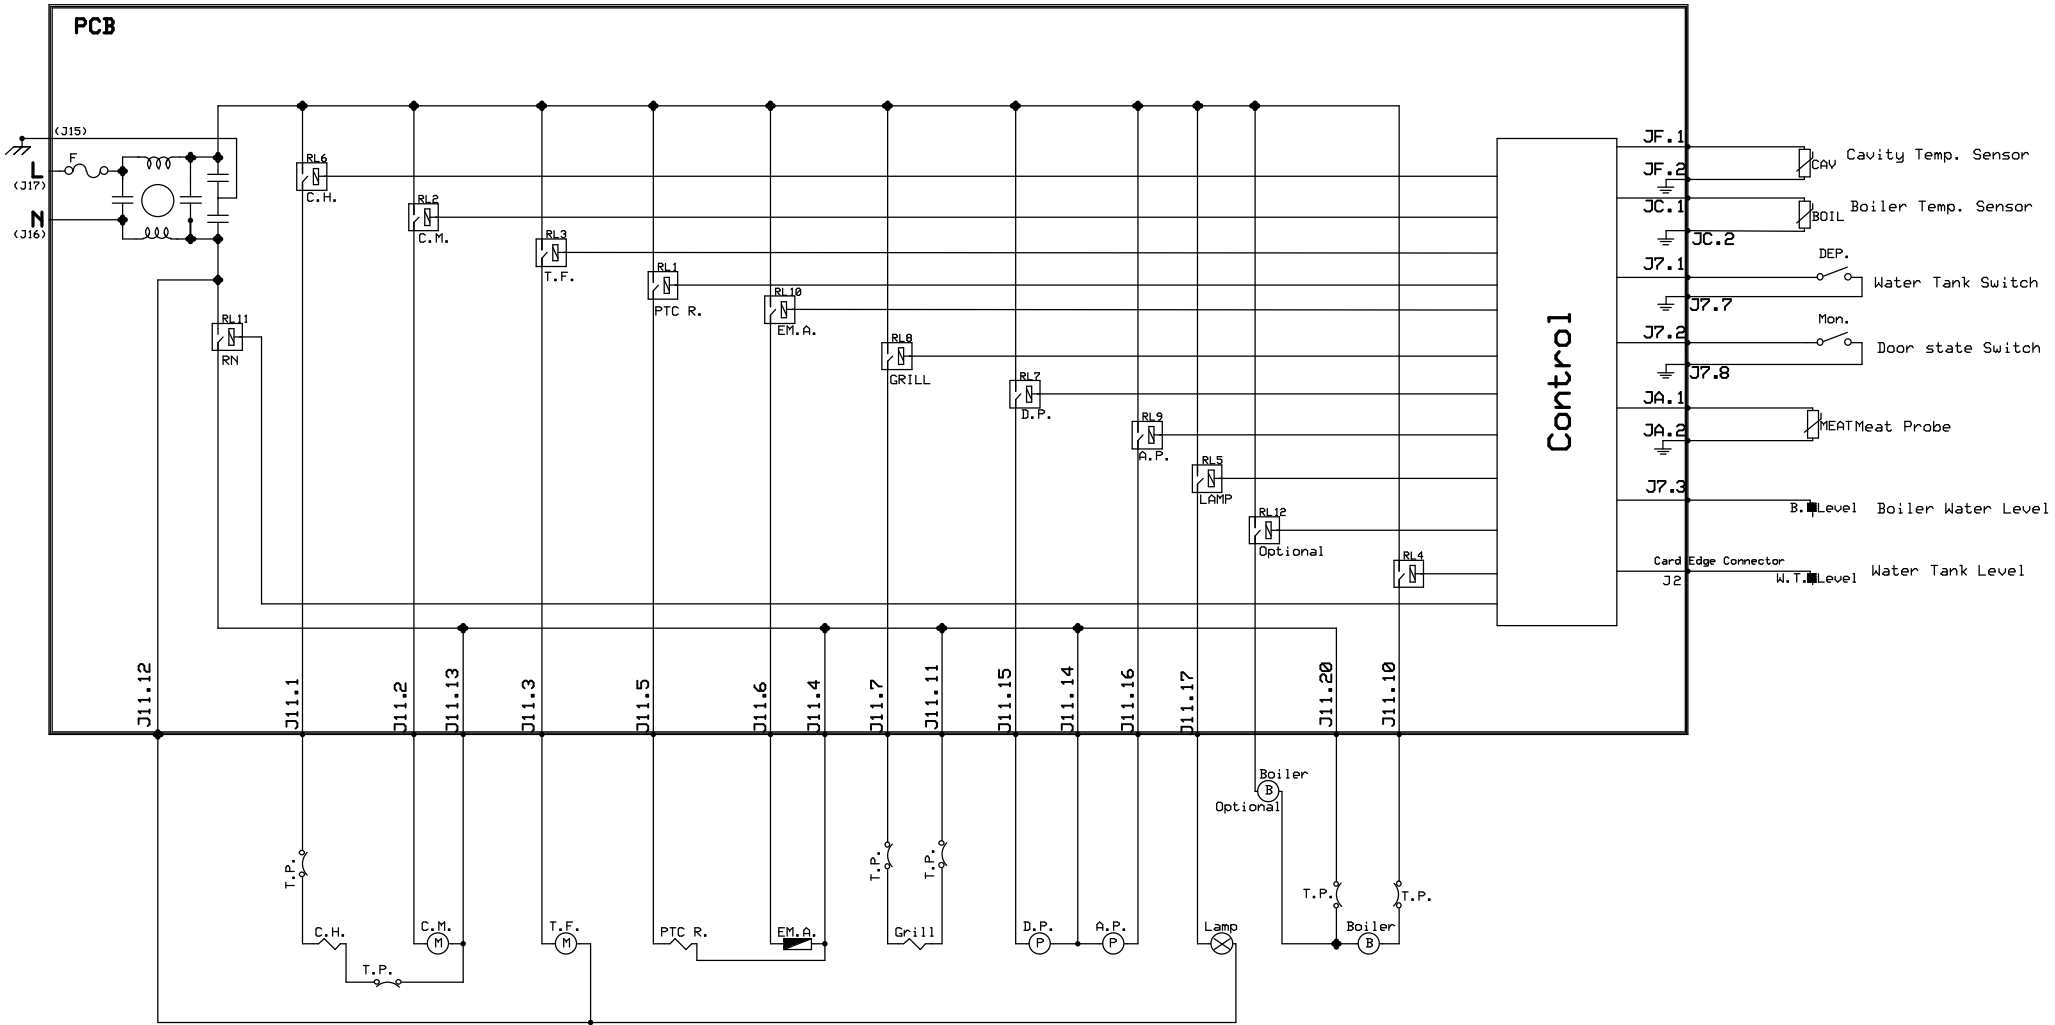 PCB
(J15)
F
L
(J17)
N
(J16)
RL6
C.H.
RL2
C.M.
RL3
T.F.
RL1
PTC R.
RL10
EM.A.
RL11
RN
RL8
GRILL
RL7
D.P.
RL9
A.P.
RL5
LAMP
RL12
Optional
RL4
Control
JF.1
JF.2
CAV
Cavity Temp. Sensor
JC.1
JC.2
BOIL
Boiler Temp. Sensor
J7.1
J7.7
DEP.
Water Tank Switch
J7.2
J7.8
Mon.
Door state Switch
JA.1
JA.2
MEAT
Meat Probe
J7.3
B. Level
Boiler Water Level
Card Edge Connector
J2
W.T. Level
Water Tank Level
J11.12
J11.1
J11.2
J11.13
J11.3
J11.5
J11.6
J11.4
J11.7
J11.11
J11.15
J11.14
J11.16
J11.17
J11.20
J11.10
Boiler
B
Optional
T.P.
T.P.
T.P.
T.P.
T.P.
C.H.
C.M.
M
T.F.
M
PTC R.
EM.A.
Grill
D.P.
P
A.P.
P
Lamp
Boiler
B
T.P.